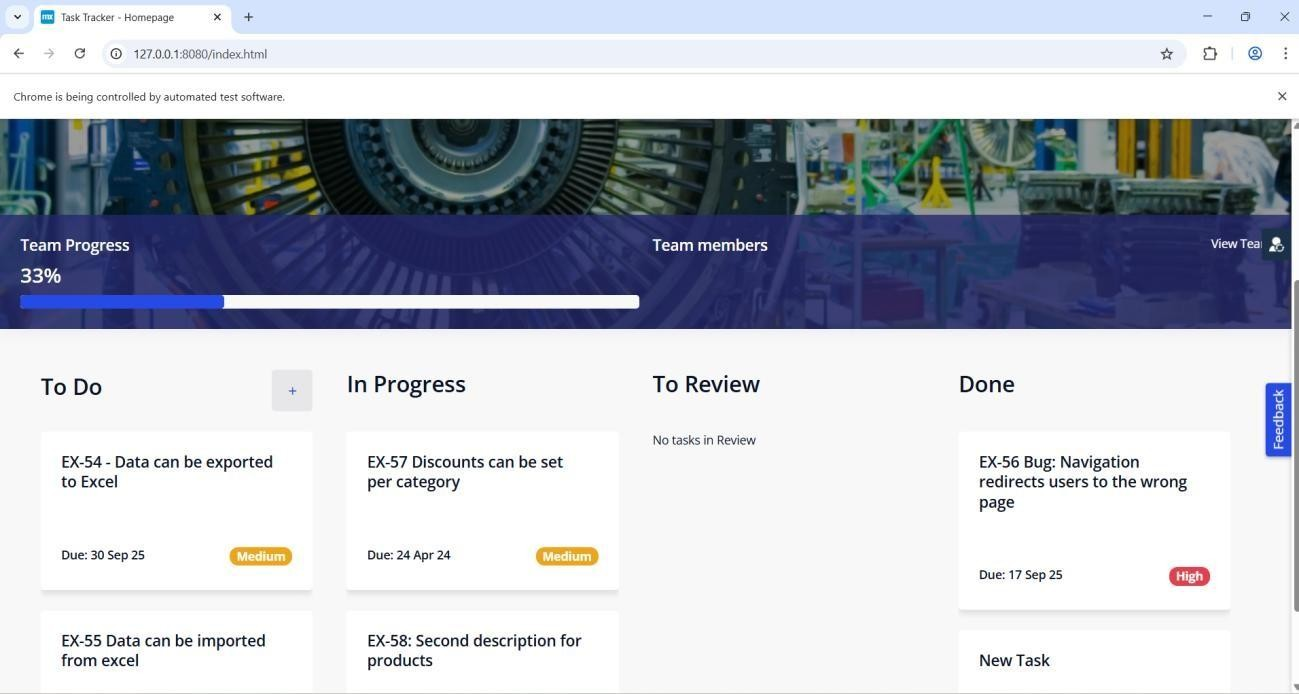 mx Task Tracker - Homepage
127.0.0.1:8080/index.html
Chrome is being controlled by automated test software.
Team Progress
33%
Team members
View Tea
To Do
+
In Progress
To Review
Done
EX-54 - Data can be exported
to Excel
Due: 30 Sep 25
Medium
EX-55 Data can be imported
from excel
EX-57 Discounts can be set
per category
Due: 24 Apr 24
Medium
EX-58: Second description for
products
No tasks in Review
EX-56 Bug: Navigation
redirects users to the wrong
page
Due: 17 Sep 25
High
New Task
Feedback